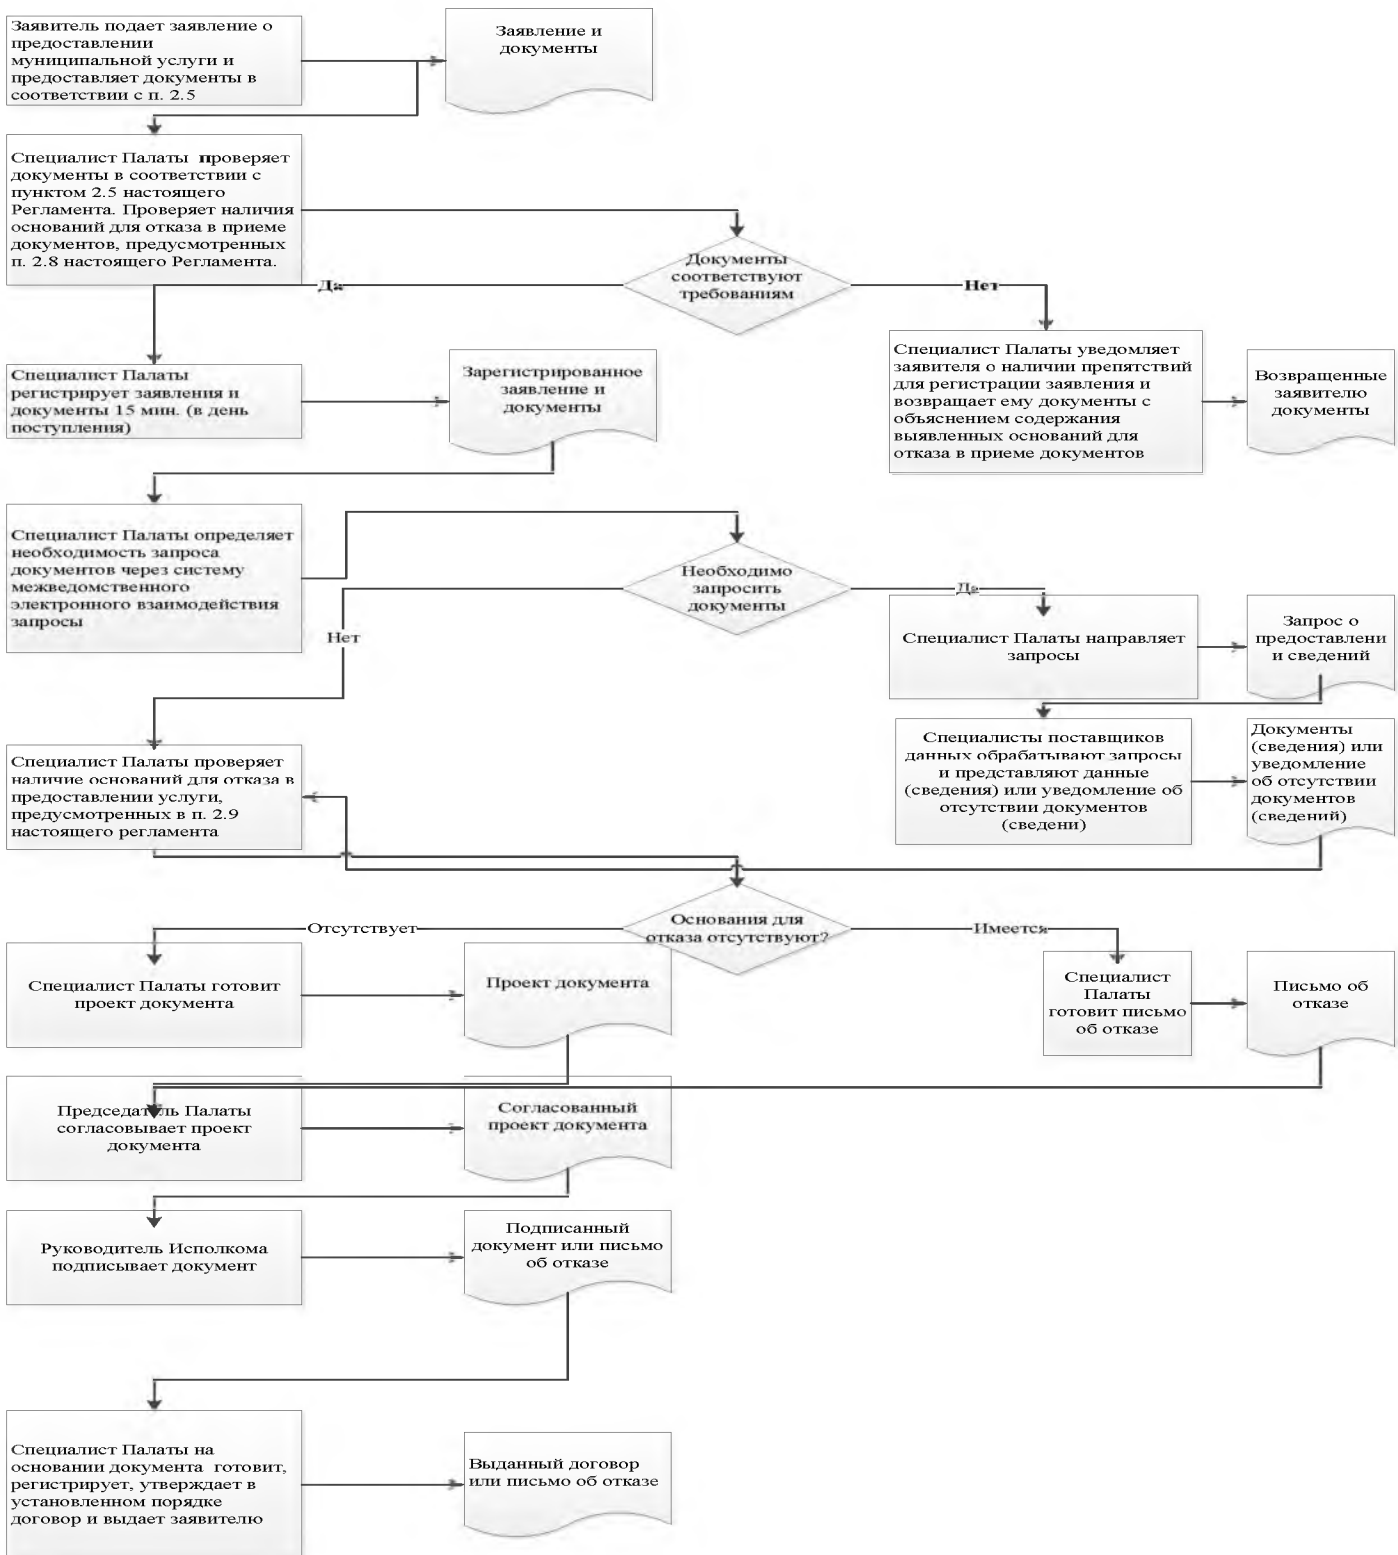 Заявитель подает заявление о
предоставлении
муниципальной услуги и
предоставляет документы в
соответствии с п. 2.5
Заявление и
документы
Специалист Палаты проверяет
документы в соответствии с
пунктом 2.5 настоящего
Регламента. Проверяет наличия
оснований для отказа в приеме
документов, предусмотренных
п. 2.8 настоящего Регламента.
Документы
соответствуют
требованиям
Да
Нет
Специалист Палаты
регистрирует заявления и
документы 15 мин. (в день
поступления)
Зарегистрированное
заявление и
документы
Специалист Палаты уведомляет
заявителя о наличии препятствий
для регистрации заявления и
возвращает ему документы с
объяснением содержания
выявленных оснований для
отказа в приеме документов
Возвращенные
заявителю
документы
Специалист Палаты определяет
необходимость запроса
документов через систему
межведомственного
электронного взаимодействия
запросы
Необходимо
запросить
документы
Да
Нет
Специалист Палаты направляет
запросы
Запрос о
предоставлени
и сведений
Специалисты поставщиков
данных обрабатывают запросы
и представляют данные
(сведения) или уведомление об
отсутствии документов
(сведени)
Документы
(сведения) или
уведомление
об отсутствии
документов
(сведений)
Специалист Палаты проверяет
наличие оснований для отказа в
предоставлении услуги,
предусмотренных в п. 2.9
настоящего регламента
Основания для
отказа отсутствуют?
Отсутствует
Имеется
Специалист Палаты готовит
проект документа
Проект документа
Специалист
Палаты
готовит письмо
об отказе
Письмо об
отказе
Председатель Палаты
согласовывает проект
документа
Согласованный
проект документа
Руководитель Исполкома
подписывает документ
Подписанный
документ или письмо
об отказе
Специалист Палаты на
основании документа готовит,
регистрирует, утверждает в
установленном порядке
договор и выдает заявителю
Выданный договор
или письмо об отказе